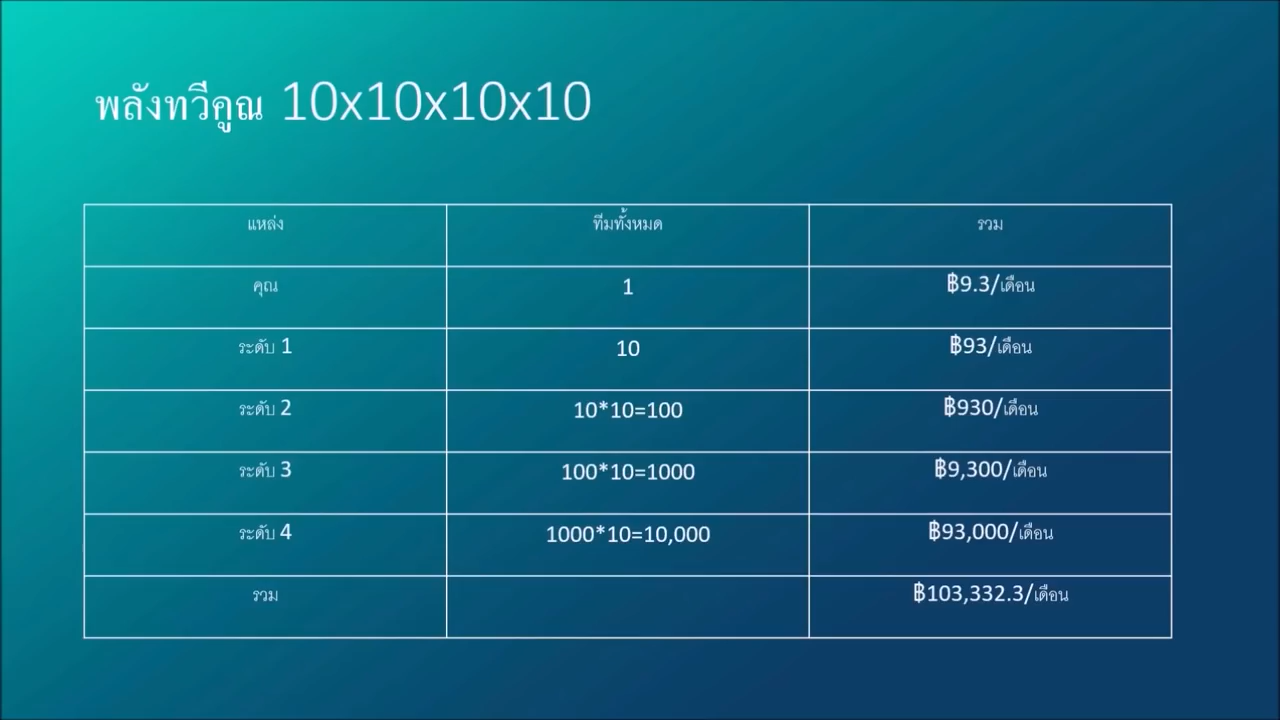 พลังทวีคูณ 10x10x10x10
แหล่ง ทีมทั้งหมด รวม
คุณ 1 ฿9.3/เดือน
ระดับ 1 10 ฿93/เดือน
ระดับ 2 10*10=100 ฿930/เดือน
ระดับ 3 100*10=1000 ฿9,300/เดือน
ระดับ 4 1000*10=10,000 ฿93,000/เดือน
รวม ฿103,332.3/เดือน